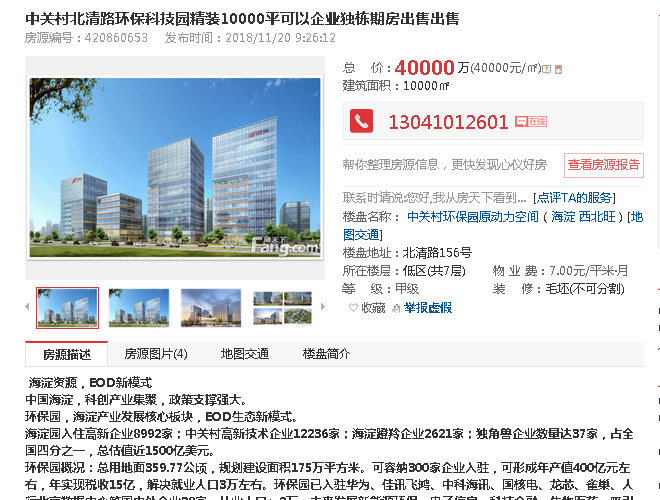 中关村北清路环保科技园精装10000平可以企业独栋期房出售出售
房源编号：420860653 发布时间：2018/11/20 9:26:12
总 价：40000万(40000元/㎡)
建筑面积：10000㎡
13041012601 在线
帮你整理房源信息，更快发现心仪好房 查看房源报告
联系时请说:您好,我从房天下看到... [点评TA的服务]
楼盘名称： 中关村环保园原动力空间（海淀 西北旺）[地
图交通]
楼盘地址：北清路156号
所在楼层：低区(共7层) 物 业 费：7.00元/平米·月
等 级：甲级 装 修：毛坯(不可分割)
收藏 举报虚假
房天下
Fang.com
房源描述 房源图片(4) 地图交通 楼盘简介
海淀资源，EOD新模式
中国海淀，科创产业集聚，政策支撑强大。
环保园，海淀产业发展核心板块，EOD生态新模式。
海淀园入住高新企业8992家；中关村高新技术企业12236家；海淀蹬羚企业2621家；独角兽企业数量达37家，占全
国四分之一，总估值近1500亿美元。
环保园概况：总用地面359.77公顷，规划建设面积175万平方米。可容纳300家企业入驻，可形成年产值400亿元左
右，年实现税收15亿，解决就业人口3万左右。环保园已入驻华为、佳讯飞鸿、中科海讯、国核电、龙芯、雀巢、人